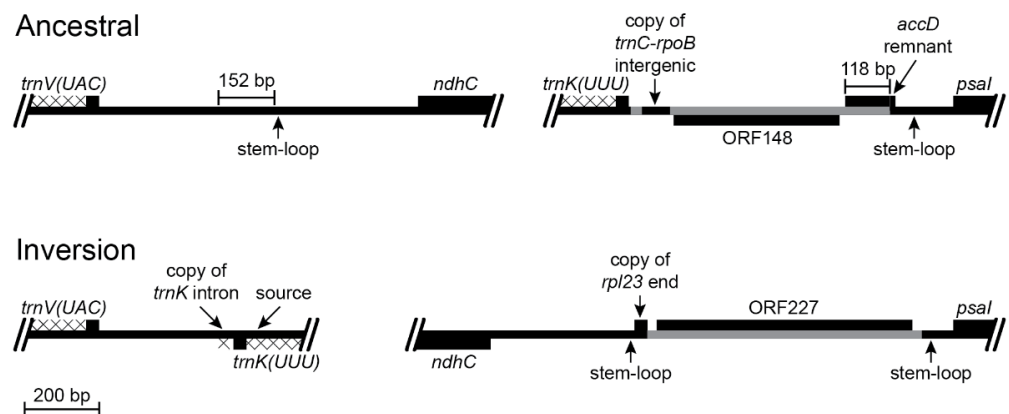 Ancestral
trnV(UAC)
152 bp
ndhC
stem-loop
trnK(UUU)
copy of
trnC-rpoB
intergenic
118 bp
accD
remnant
psaI
ORF148
stem-loop
Inversion
trnV(UAC)
copy of
trnK intron
source
trnK(UUU)
ndhC
copy of
rpl23 end
ORF227
psaI
stem-loop
stem-loop
200 bp